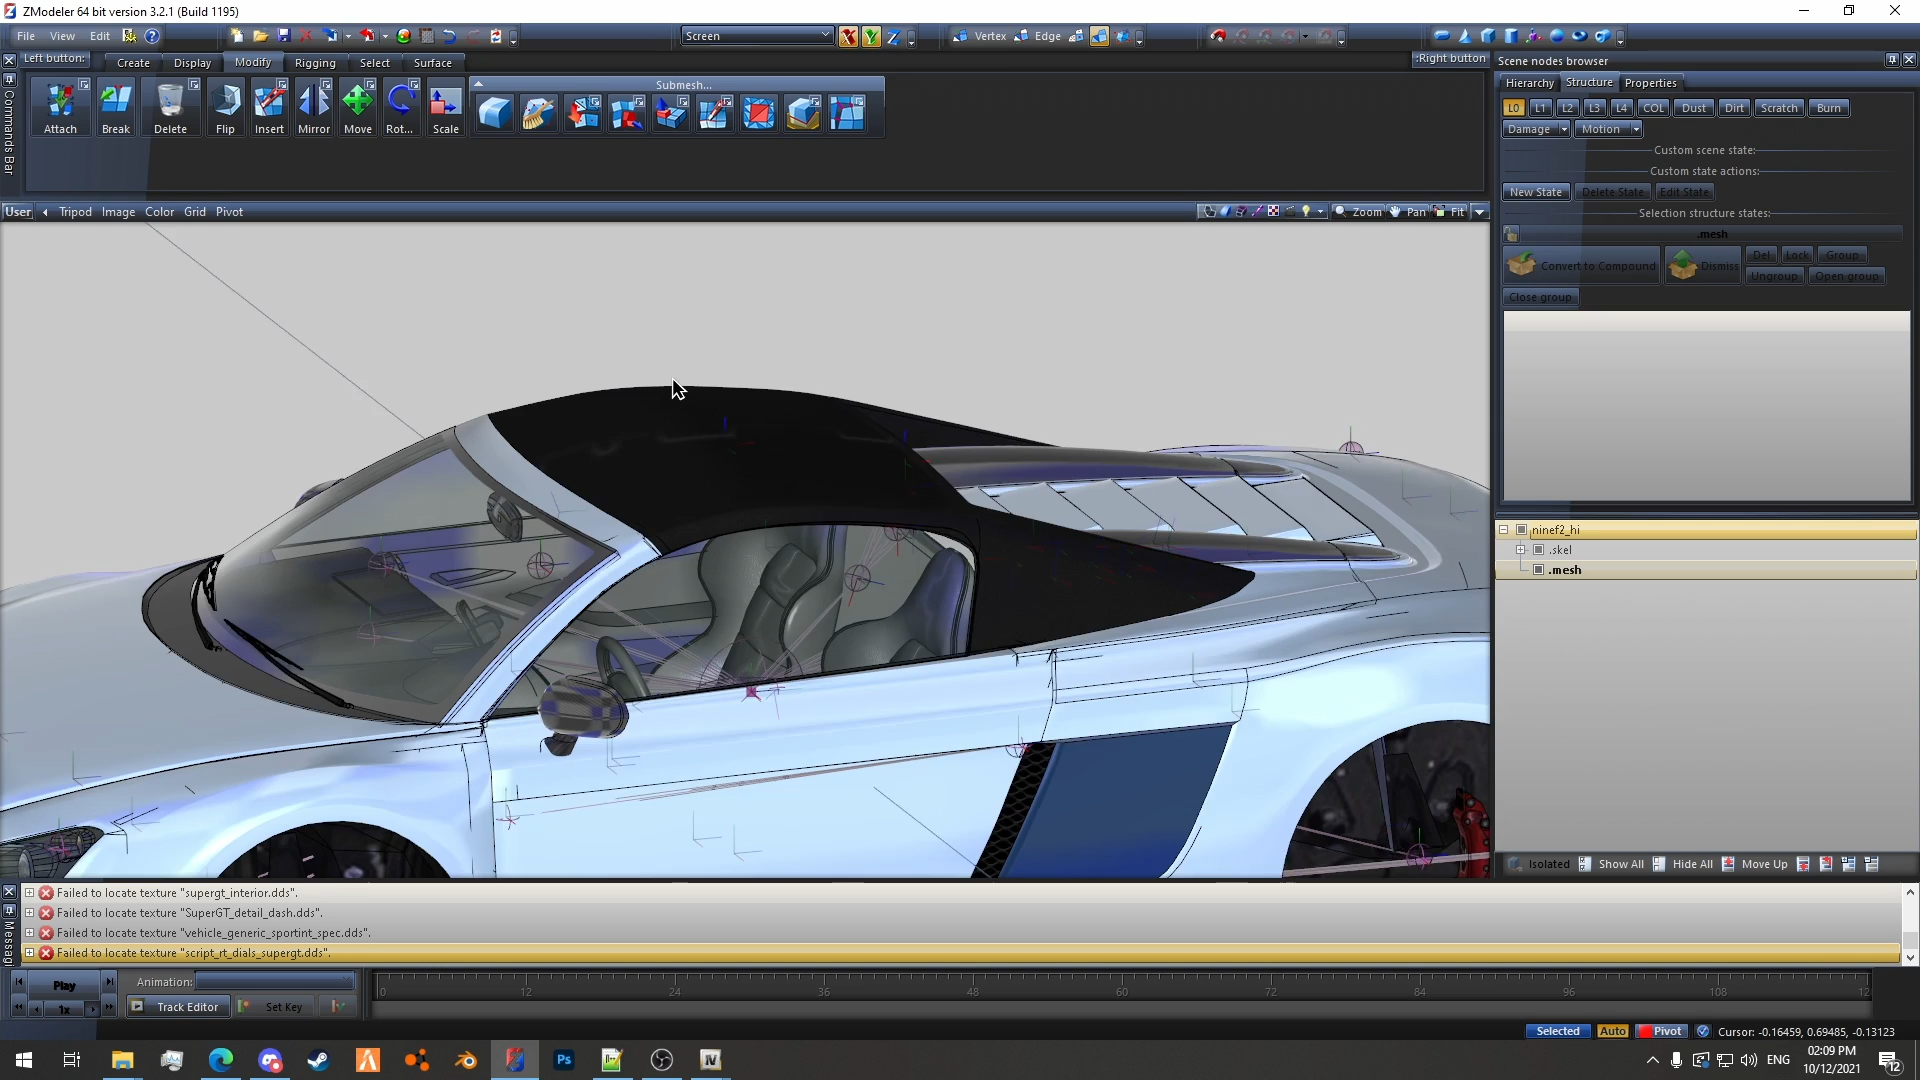 ZModeler 64 bit version 3.2.1 (Build 1195)
File View Edit
Screen
Vertex Edge
Left button:
Create Display Modify Rigging Select Surface
:Right button
Commands Bar
Attach Break Delete Flip Insert Mirror Move Rot... Scale
Submesh...
User Tripod Image Color Grid Pivot
Zoom Pan Fit
Scene nodes browser
Hierarchy Structure Properties
L0 L1 L2 L3 L4 COL Dust Dirt Scratch Burn
Damage Motion
Custom scene state:
Custom state actions:
New State Delete State Edit State
Selection structure states:
.mesh
Convert to Compound Dismiss Del Lock Group
Ungroup Open group
Close group
ninef2_hi
.skel
.mesh
Isolated Show All Hide All Move Up
Messag
Failed to locate texture "supergt_interior.dds".
Failed to locate texture "SuperGT_detail_dash.dds".
Failed to locate texture "vehicle_generic_sportint_spec.dds".
Failed to locate texture "script_rt_dials_supergt.dds".
Play
1x
Animation:
Track Editor Set Key
0 12 24 36 48 60 72 84 96 108 12
Selected Auto Pivot Cursor: -0.16459, 0.69485, -0.13123
Ps
IV
ENG
02:09 PM
10/12/2021
12